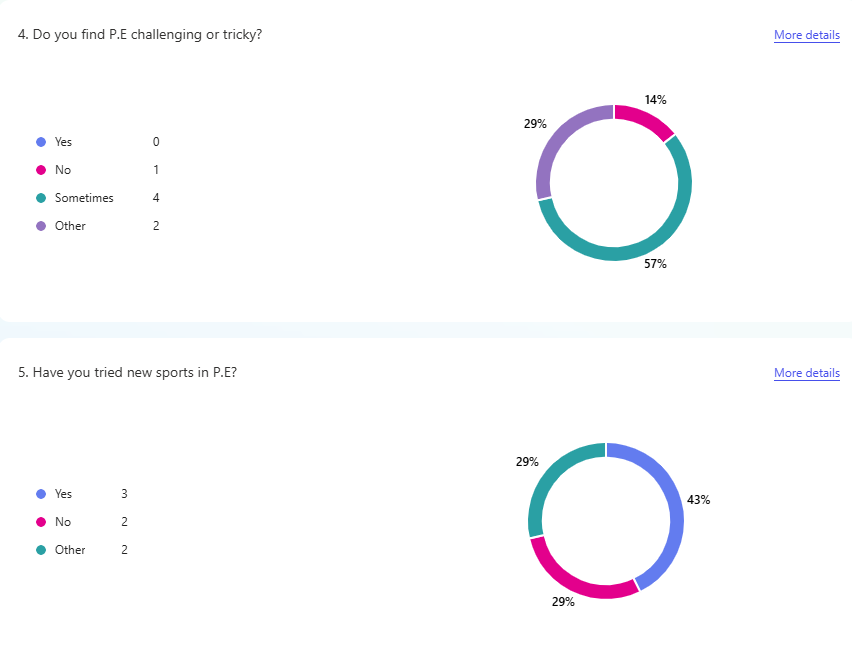 4. Do you find P.E challenging or tricky?
More details
Yes 0
No 1
Sometimes 4
Other 2
14%
29%
57%
5. Have you tried new sports in P.E?
More details
Yes 3
No 2
Other 2
29%
43%
29%